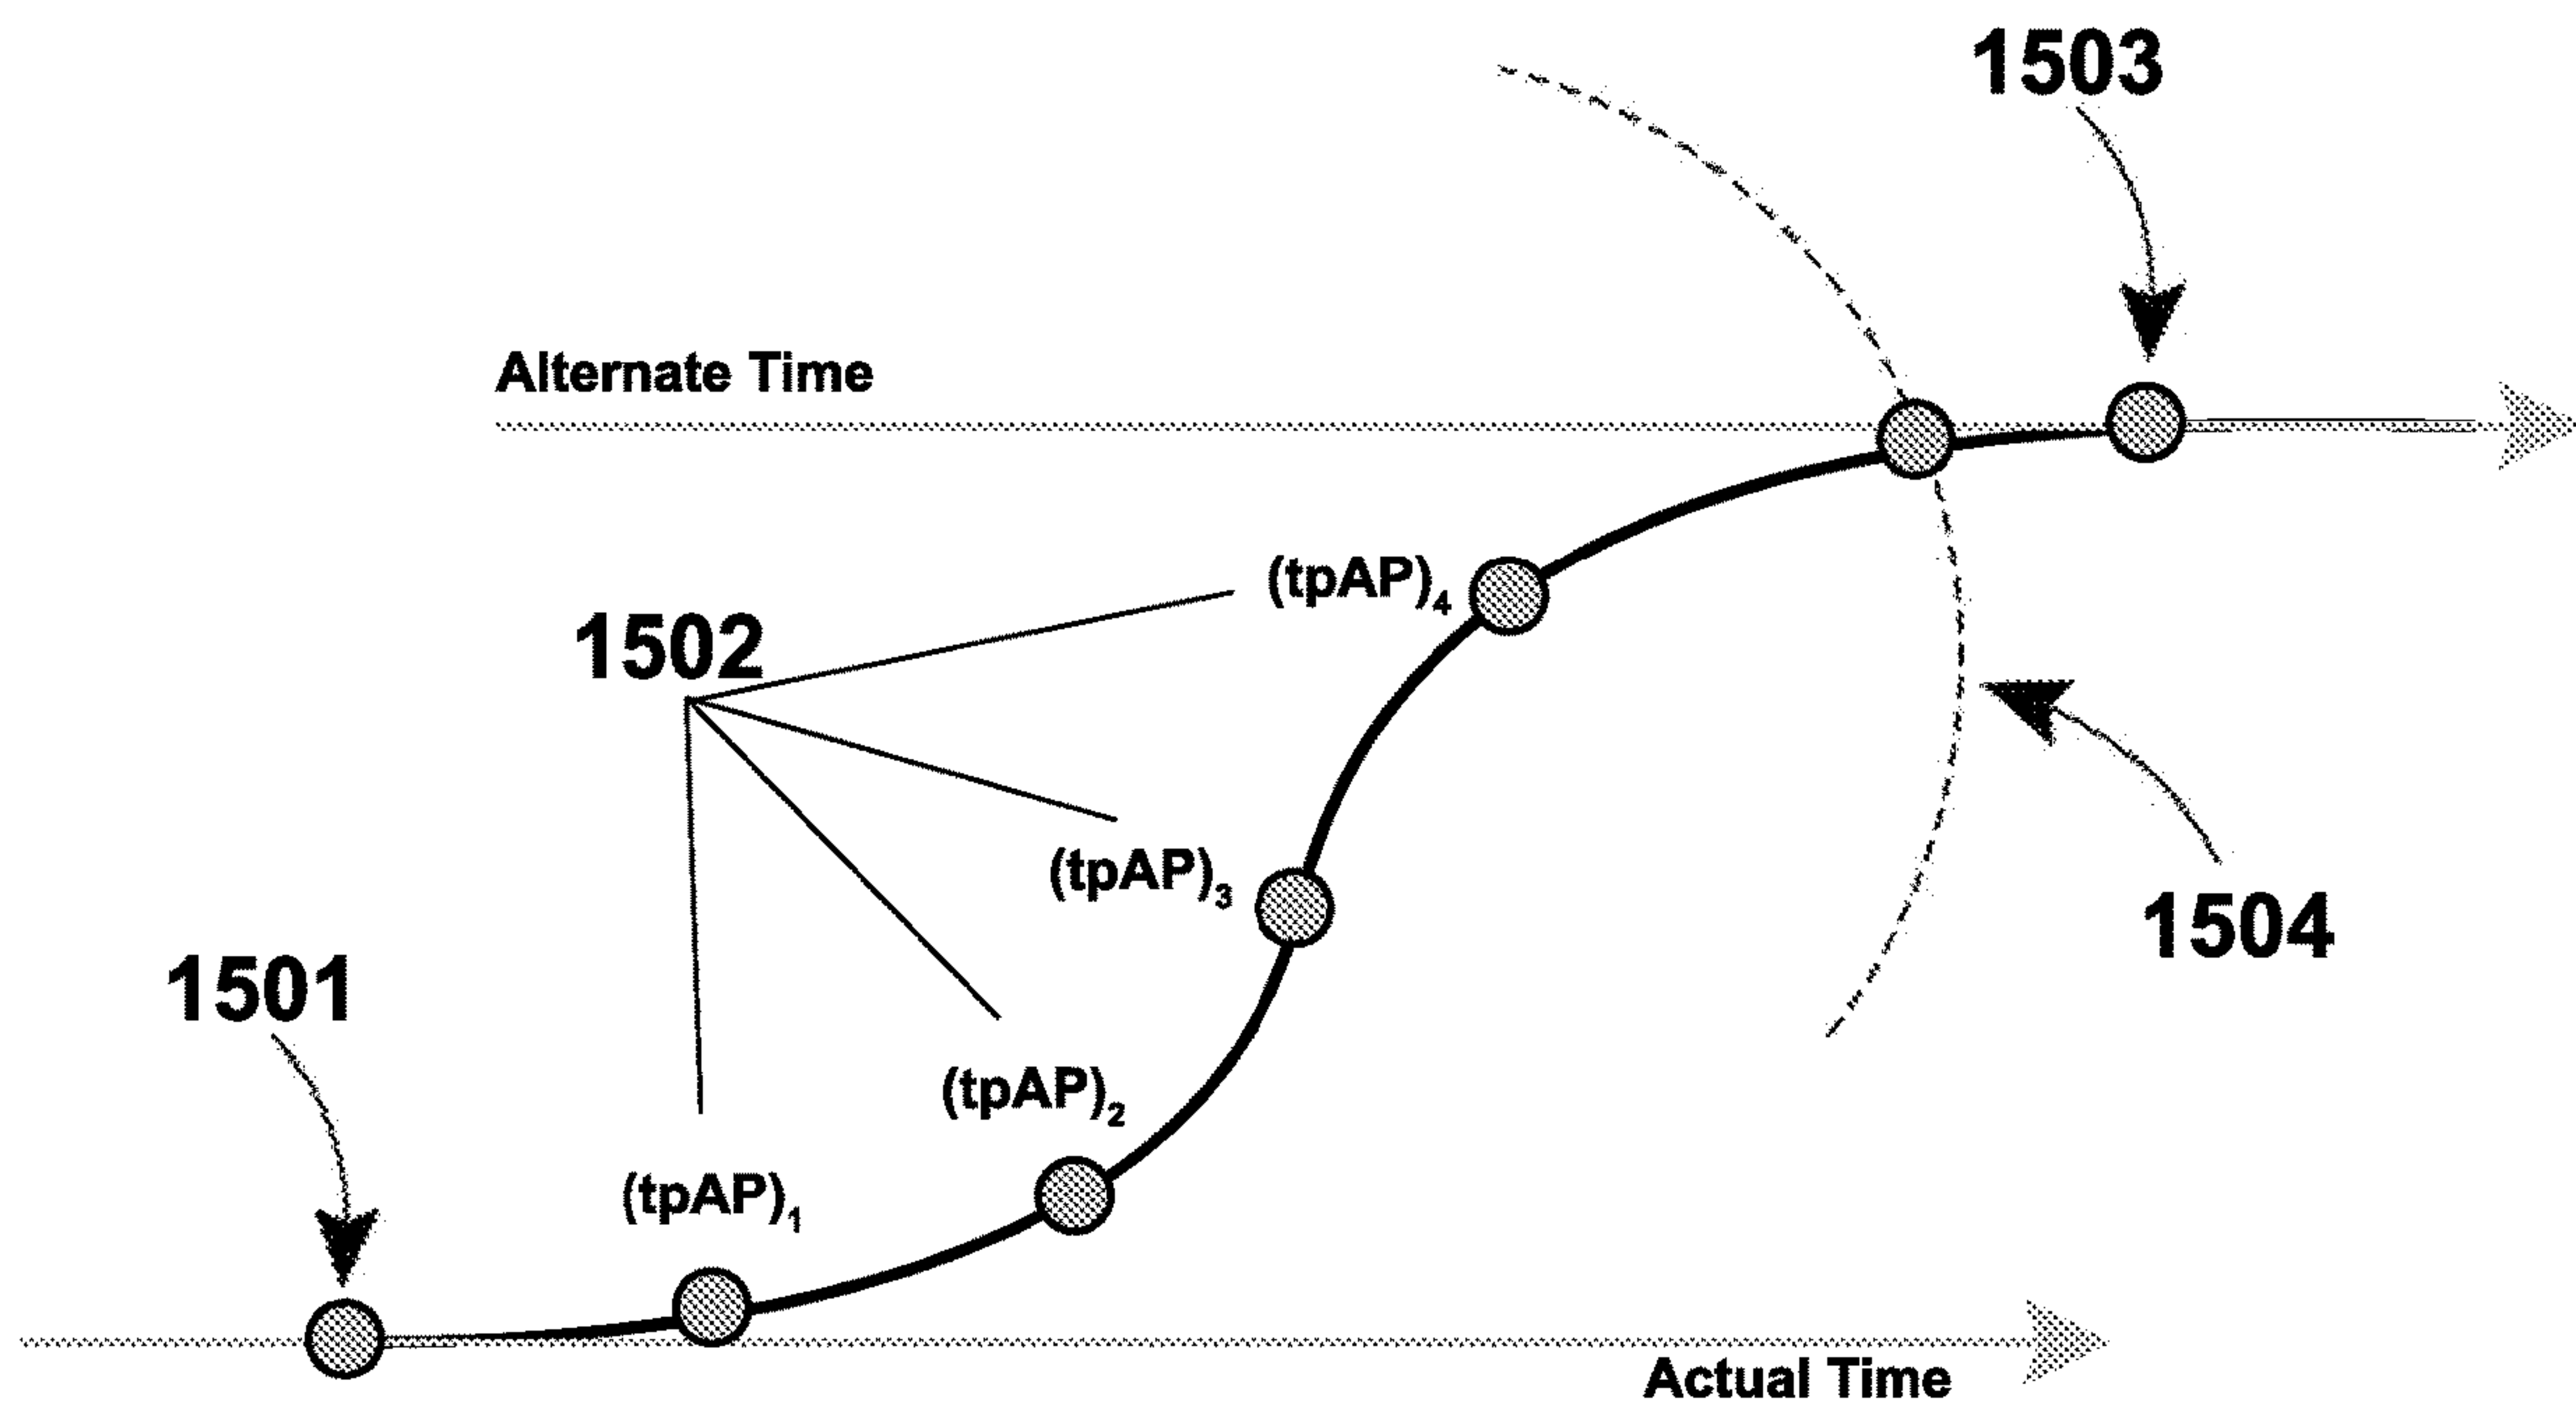 1503
Alternate Time
(tpAP)4
1502
(tpAP)3
1504
1501
(tpAP)2
(tpAP)1
Actual Time